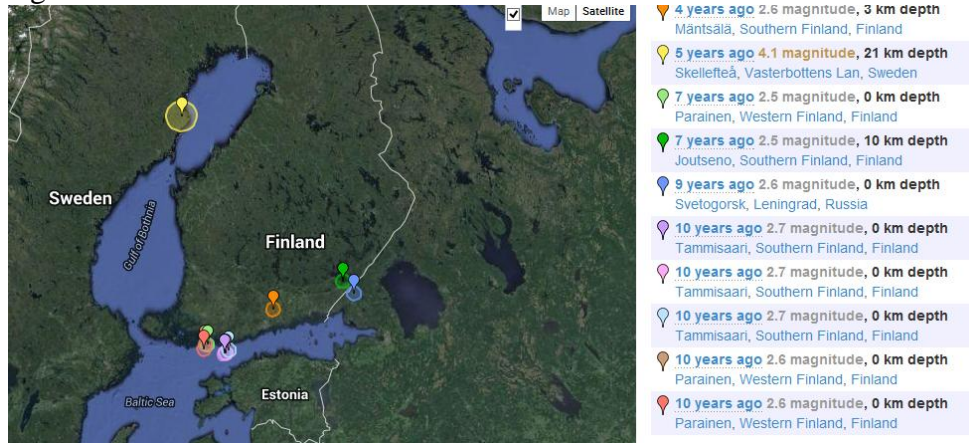 Map Satellite
Sweden
Gulf of Bothnia
Finland
Estonia
Baltic Sea
4 years ago 2.6 magnitude, 3 km depth
Mäntsälä, Southern Finland, Finland
5 years ago 4.1 magnitude, 21 km depth
Skellefteå, Vasterbottens Lan, Sweden
7 years ago 2.5 magnitude, 0 km depth
Parainen, Western Finland, Finland
7 years ago 2.5 magnitude, 10 km depth
Joutseno, Southern Finland, Finland
9 years ago 2.6 magnitude, 0 km depth
Svetogorsk, Leningrad, Russia
10 years ago 2.7 magnitude, 0 km depth
Tammisaari, Southern Finland, Finland
10 years ago 2.7 magnitude, 0 km depth
Tammisaari, Southern Finland, Finland
10 years ago 2.7 magnitude, 0 km depth
Tammisaari, Southern Finland, Finland
10 years ago 2.6 magnitude, 0 km depth
Parainen, Western Finland, Finland
10 years ago 2.6 magnitude, 0 km depth
Parainen, Western Finland, Finland